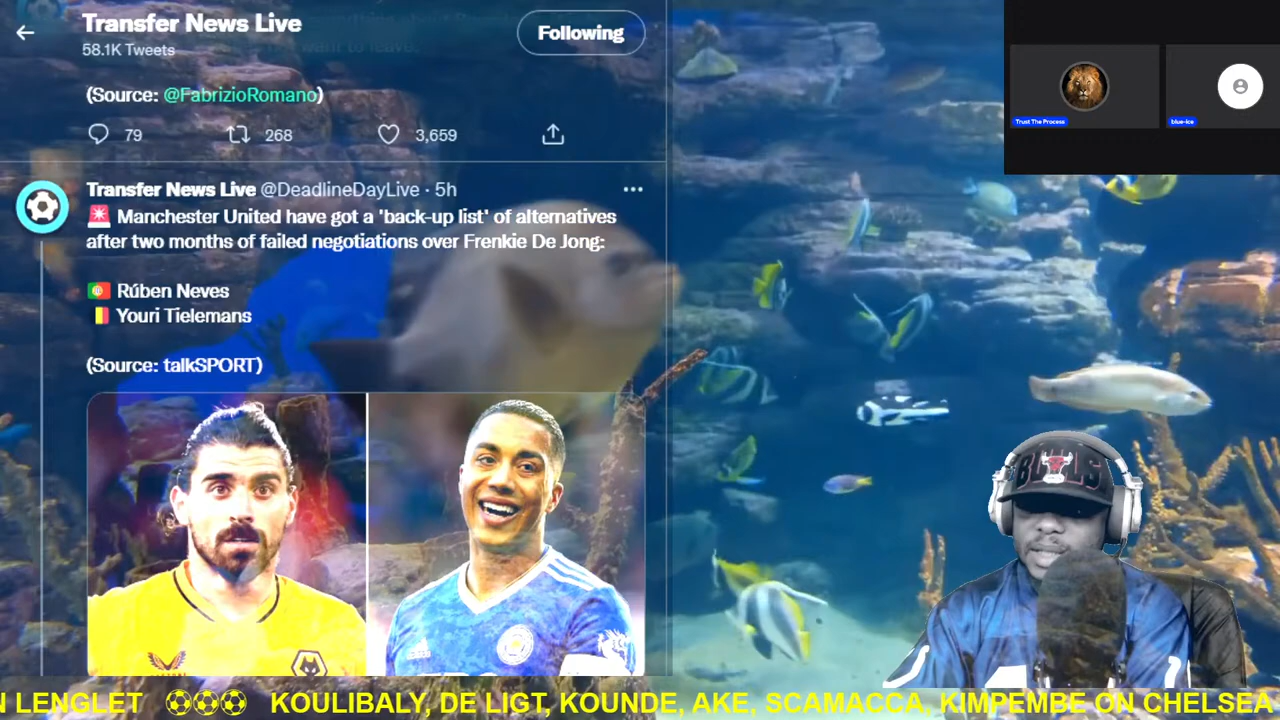 Transfer News Live
58.1K Tweets
Following
(Source: @FabrizioRomano)
79
268
3,659
Transfer News Live @DeadlineDayLive · 5h
🚨 Manchester United have got a 'back-up list' of alternatives
after two months of failed negotiations over Frenkie De Jong:
🇵🇹 Rúben Neves
🇧🇪 Youri Tielemans
(Source: talkSPORT)
Trust The Process
blue-ice
BULLS
N LENGLET ⚽⚽⚽ KOULIBALY, DE LIGT, KOUNDE, AKE, SCAMACCA, KIMPEMBE ON CHELSEA